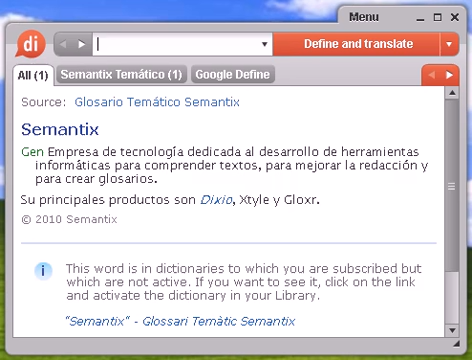 Menu
di
Define and translate
All (1)
Semantix Temático (1)
Google Define
Source: Glosario Temático Semantix
Semantix
Gen Empresa de tecnología dedicada al desarrollo de herramientas
informáticas para comprender textos, para mejorar la redacción y
para crear glosarios.
Su principales productos son Dixio, Xtyle y Gloxr.
© 2010 Semantix
i
This word is in dictionaries to which you are subscribed but
which are not active. If you want to see it, click on the link
and activate the dictionary in your Library.
"Semantix" - Glossari Temàtic Semantix